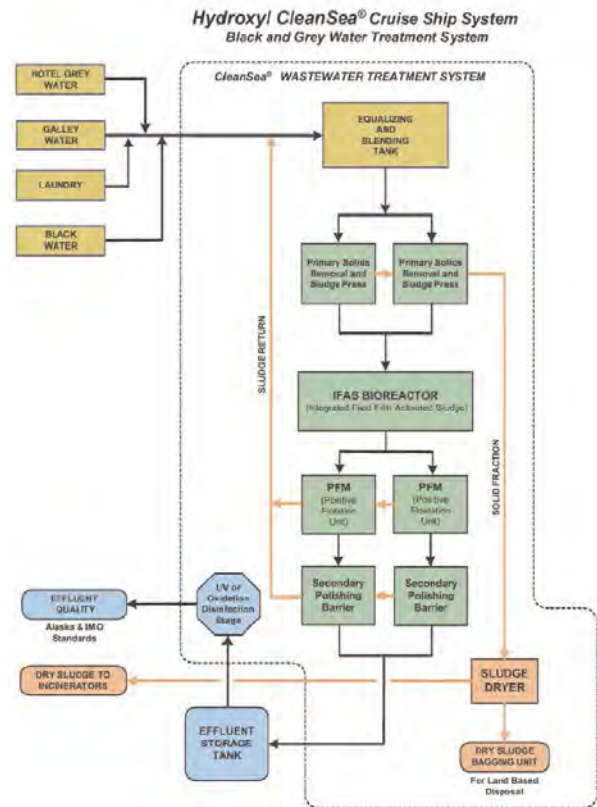 Hydroxyl CleanSea® Cruise Ship System
Black and Grey Water Treatment System
CleanSea® WASTEWATER TREATMENT SYSTEM
HOTEL GREY
WATER
GALLEY
WATER
LAUNDRY
BLACK
WATER
EQUALIZING
AND
BLENDING
TANK
Primary Solids
Removal and
Sludge Press
Primary Solids
Removal and
Sludge Press
SLUDGE RETURN
IFAS BIOREACTOR
(Integrated Fixed Film Activated Sludge)
SOLID FRACTION
PFM
(Positive
Flotation
Unit)
PFM
(Positive
Flotation
Unit)
Secondary
Polishing
Barrier
Secondary
Polishing
Barrier
UV or
Oxidation
Disinfection
Stage
EFFLUENT
QUALITY
Alaska & IMO
Standards
DRY SLUDGE TO
INCINERATORS
SLUDGE
DRYER
EFFLUENT
STORAGE
TANK
DRY SLUDGE
BAGGING UNIT
For Land Based
Disposal